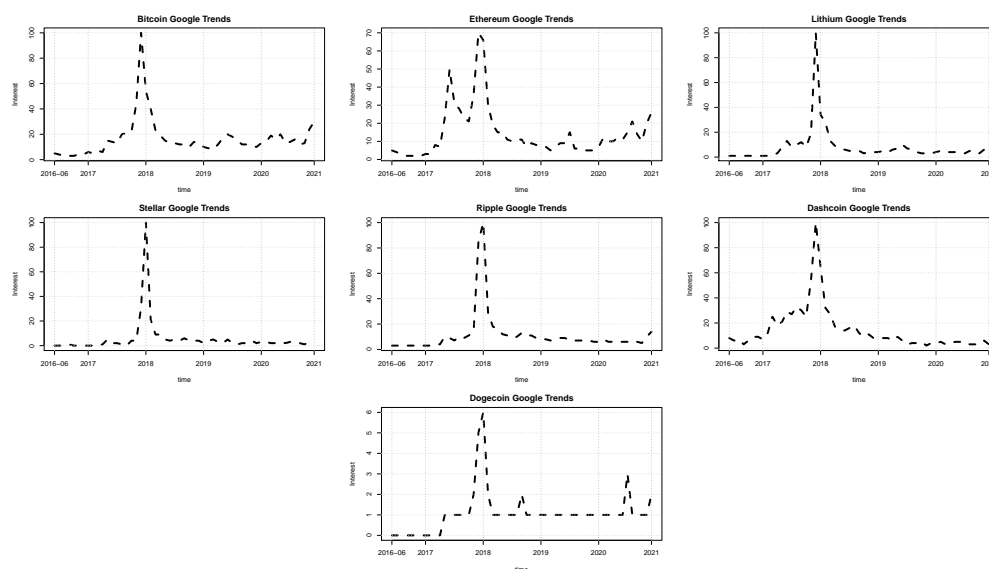 Bitcoin Google Trends
Interest
0 20 40 60 80 100
2016–06 2017 2018 2019 2020 2021
time
Ethereum Google Trends
Interest
0 10 20 30 40 50 60 70
2016–06 2017 2018 2019 2020 2021
time
Lithium Google Trends
Interest
0 20 40 60 80 100
2016–06 2017 2018 2019 2020 20
time
Stellar Google Trends
Interest
0 20 40 60 80 100
2016–06 2017 2018 2019 2020 2021
time
Ripple Google Trends
Interest
0 20 40 60 80 100
2016–06 2017 2018 2019 2020 2021
time
Dashcoin Google Trends
Interest
0 20 40 60 80 100
2016–06 2017 2018 2019 2020 20
time
Dogecoin Google Trends
Interest
0 1 2 3 4 5 6
2016–06 2017 2018 2019 2020 2021
time